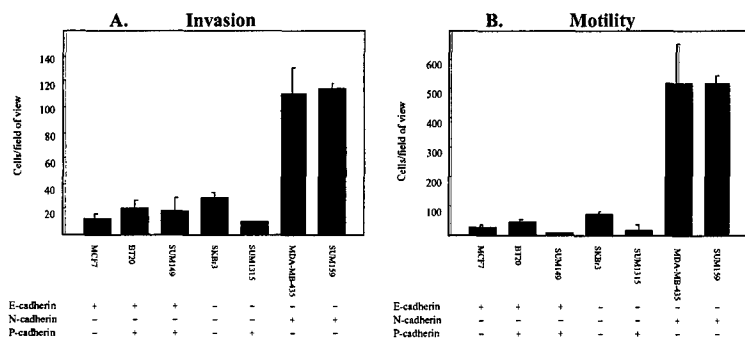 A. Invasion
Cells/field of view
140
120
100
80
60
40
20
MCF7
BT20
SUM149
SKBr3
SUM1315
MDA-MB-435
SUM159
E-cadherin + + + - - - -
N-cadherin - - - - - + +
P-cadherin - + + - + - -
B. Motility
Cells/field of view
600
500
400
300
200
100
MCF7
BT20
SUM149
SKBr3
SUM1315
MDA-MB-435
SUM159
E-cadherin + + + - - - -
N-cadherin - - - - - + +
P-cadherin - + + - + - -